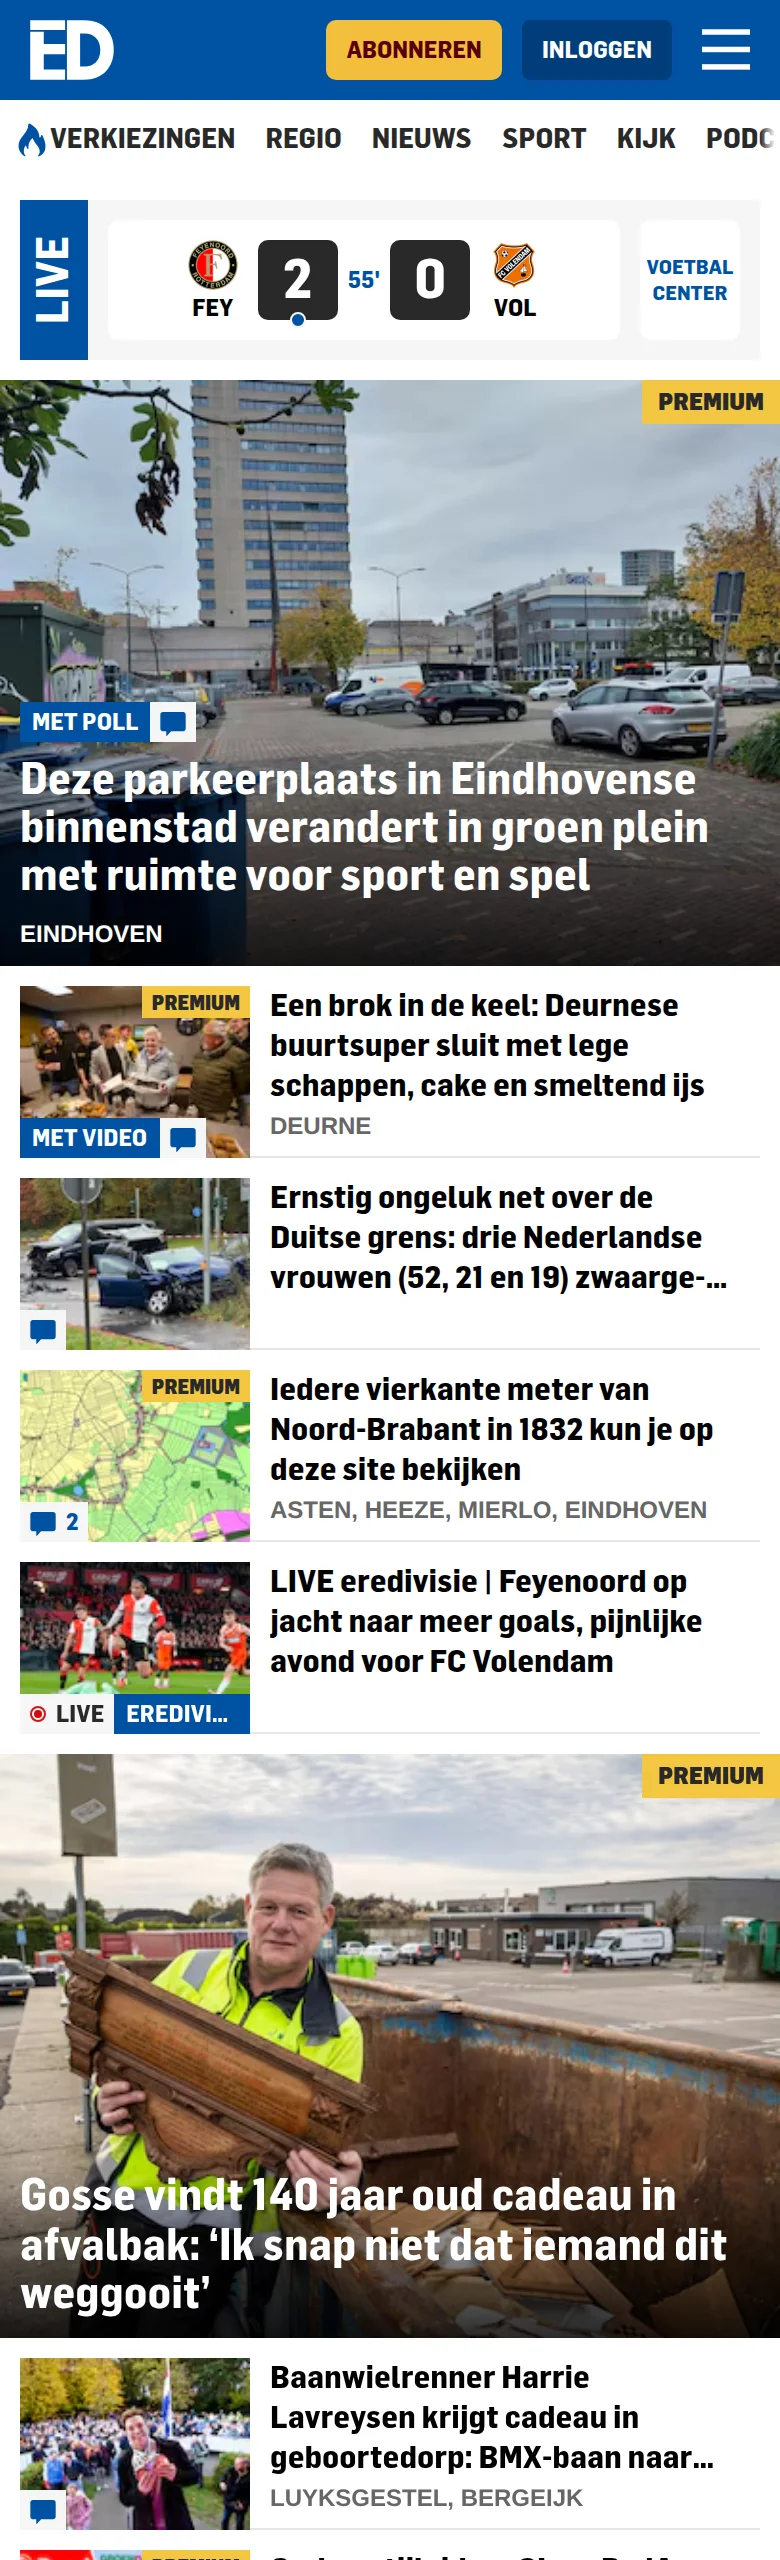 ED
ABONNEREN
INLOGGEN
VERKIEZINGEN REGIO NIEUWS SPORT KIJK PODC
LIVE
FEY
2
55'
0
VOL
VOETBAL
CENTER
PREMIUM
MET POLL
Deze parkeerplaats in Eindhovense
binnenstad verandert in groen plein
met ruimte voor sport en spel
EINDHOVEN
PREMIUM
MET VIDEO
Een brok in de keel: Deurnese
buurtsuper sluit met lege
schappen, cake en smeltend ijs
DEURNE
Ernstig ongeluk net over de
Duitse grens: drie Nederlandse
vrouwen (52, 21 en 19) zwaarge-...
PREMIUM
2
Iedere vierkante meter van
Noord-Brabant in 1832 kun je op
deze site bekijken
ASTEN, HEEZE, MIERLO, EINDHOVEN
LIVE
EREDIVI...
LIVE eredivisie | Feyenoord op
jacht naar meer goals, pijnlijke
avond voor FC Volendam
PREMIUM
Gosse vindt 140 jaar oud cadeau in
afvalbak: ‘Ik snap niet dat iemand dit
weggooit’
Baanwielrenner Harrie
Lavreysen krijgt cadeau in
geboortedorp: BMX-baan naar...
LUYKSGESTEL, BERGEIJK